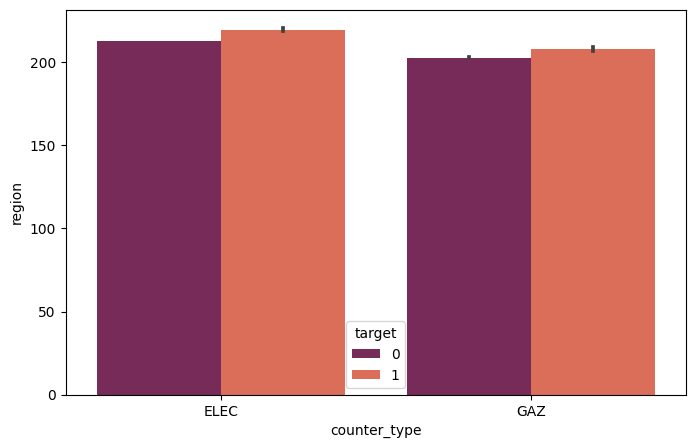 200
150
100
50
0
region
target
0
1
ELEC
GAZ
counter_type